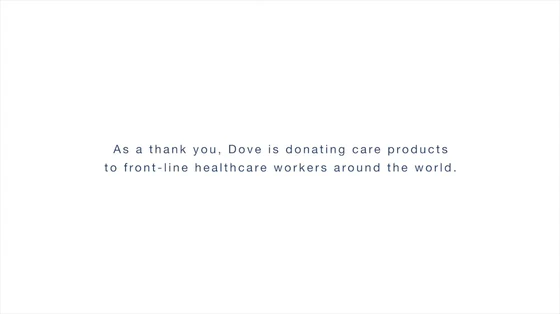 As a thank you, Dove is donating care products
to front-line healthcare workers around the world.